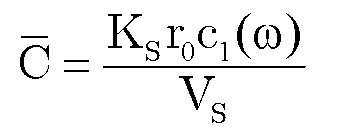 C̅ = K_S r_0 c_1(ω) / V_S